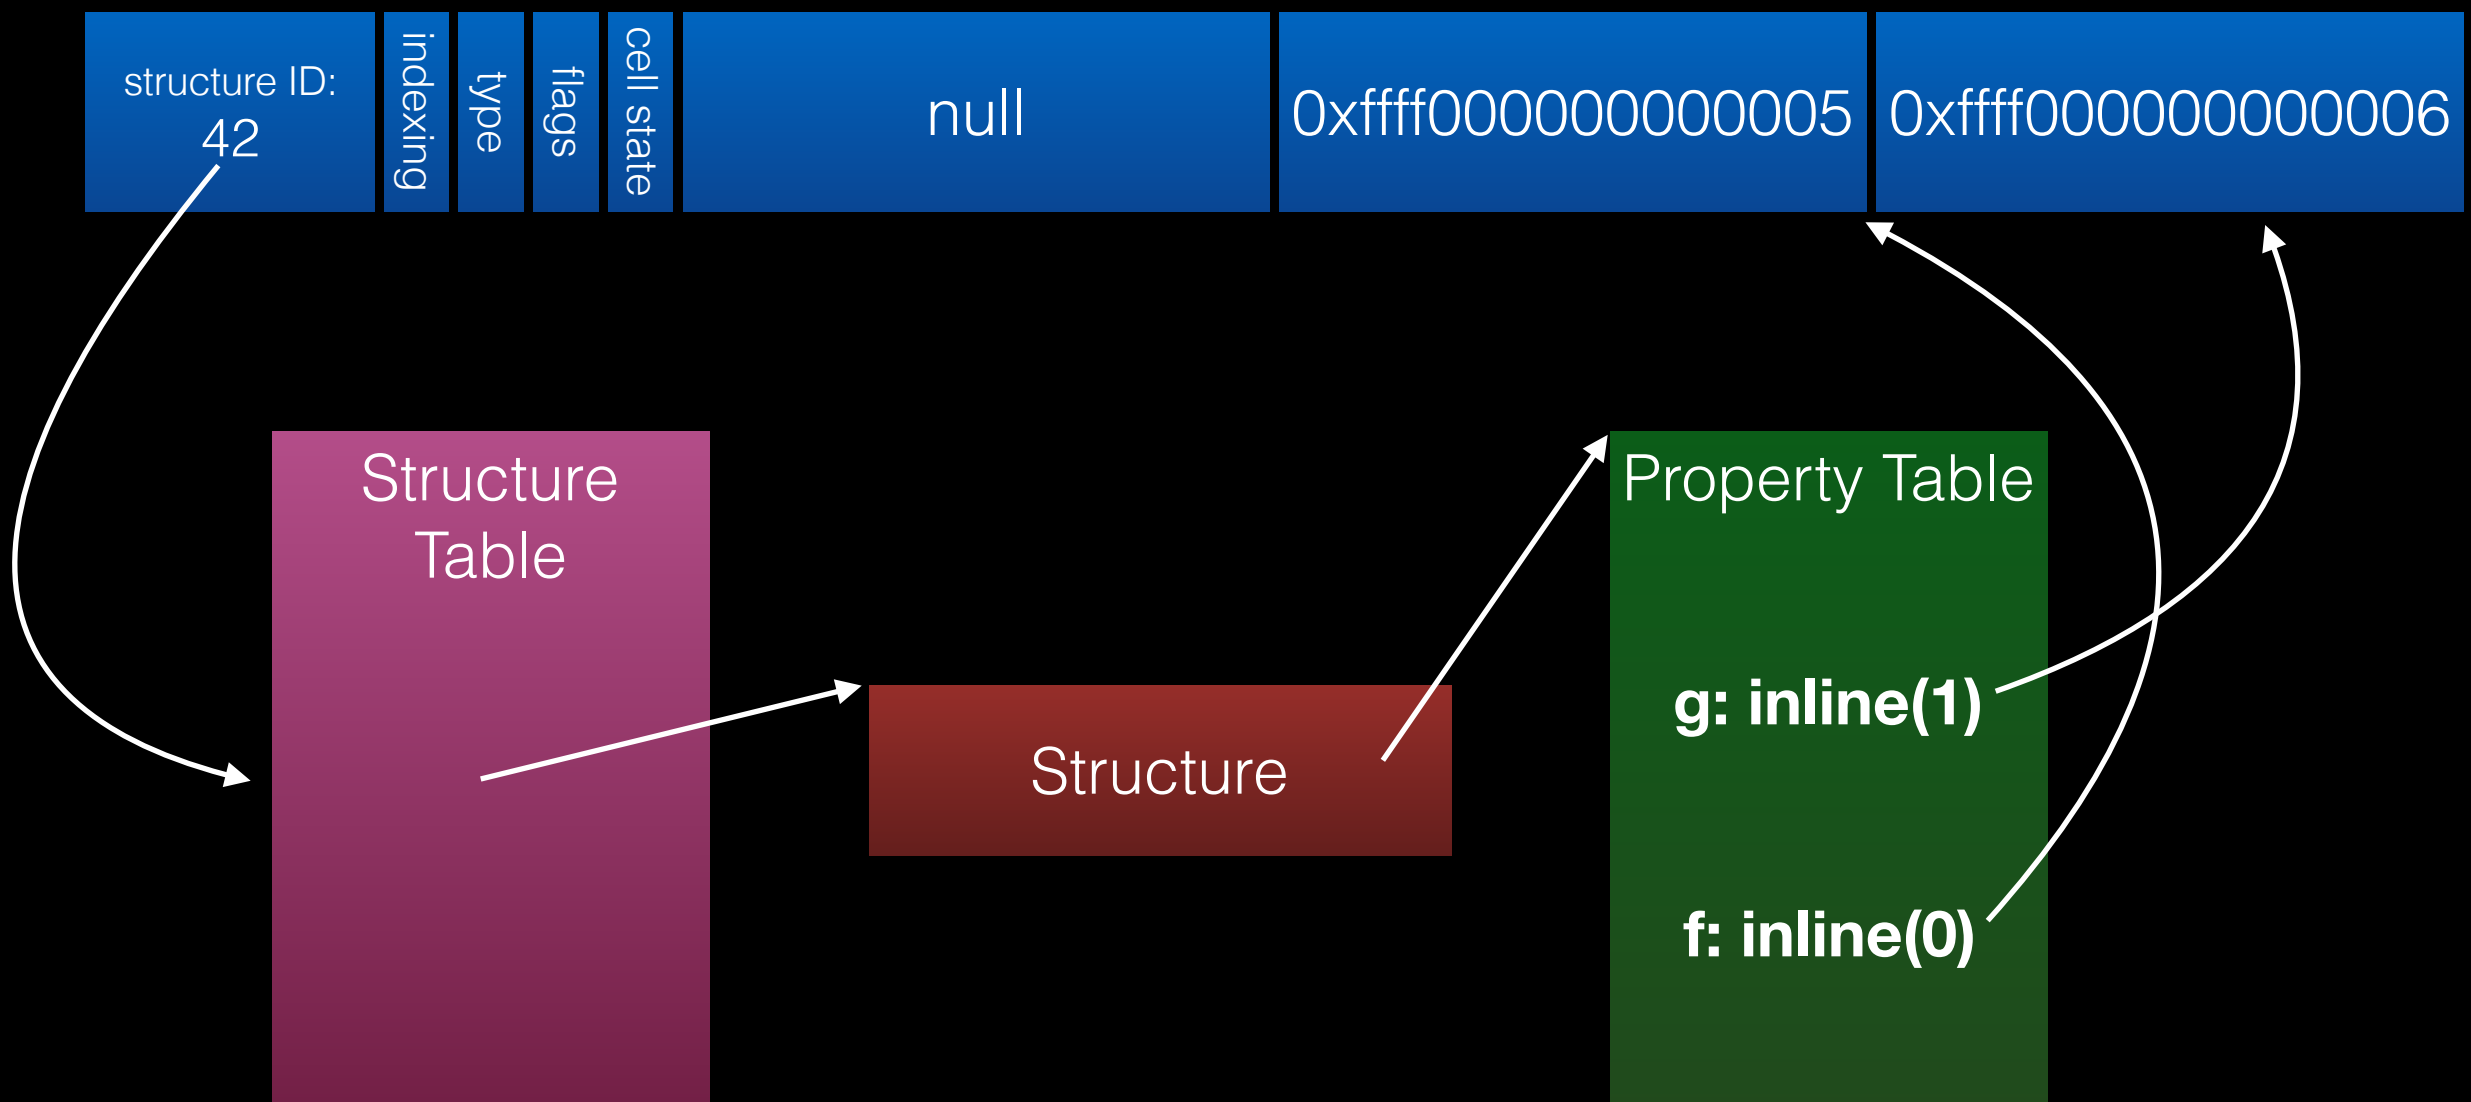 structure ID:
42
indexing
type
flags
cell state
null
0xffff000000000005
0xffff000000000006
Structure
Table
Structure
Property Table
g: inline(1)
f: inline(0)